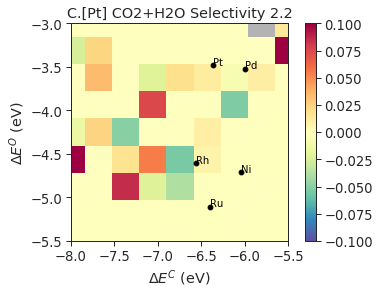 C.[Pt] CO2+H2O Selectivity 2.2
ΔE^O (eV)
−3.0
−3.5
−4.0
−4.5
−5.0
−5.5
Pt
Pd
Rh
Ni
Ru
−8.0 −7.5 −7.0 −6.5 −6.0 −5.5
ΔE^C (eV)
0.100
0.075
0.050
0.025
0.000
−0.025
−0.050
−0.075
−0.100